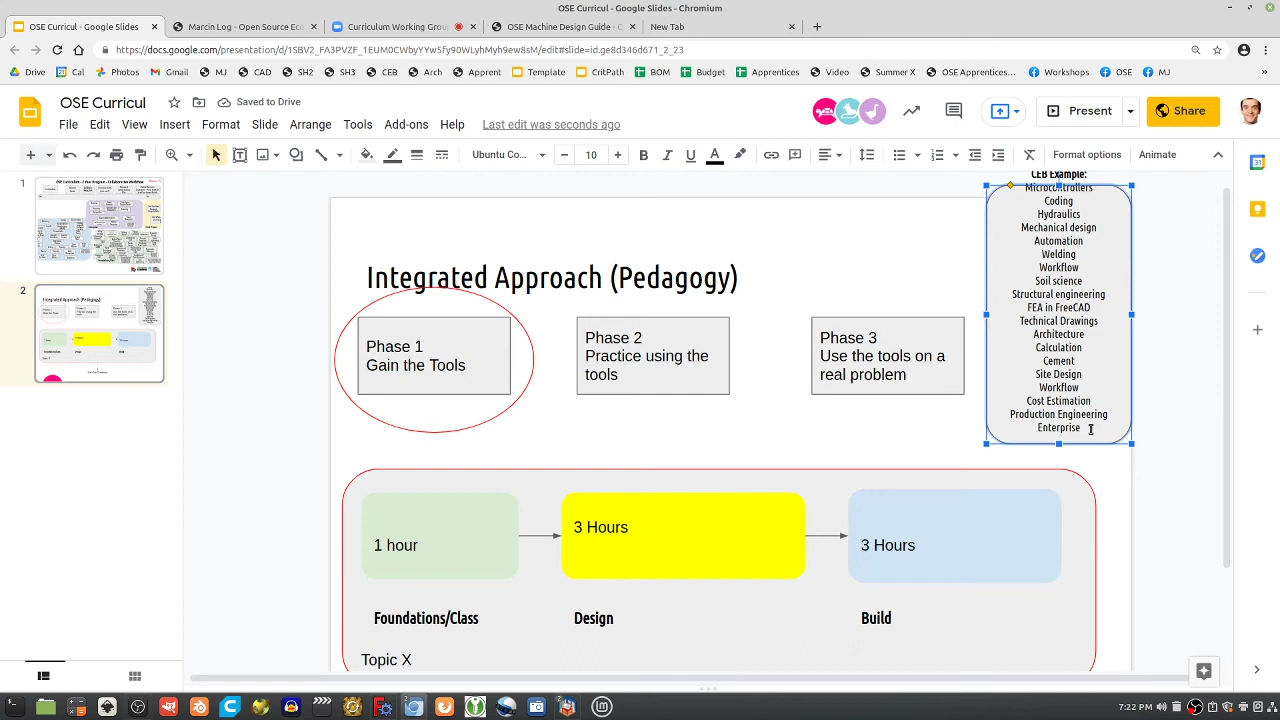 OSE Curricul - Google Slides - Chromium
OSE Curricul - Google Slides
Marcin Log - Open Source Eco
Curriculum Working Grou
OSE Machine Design Guide - G
New Tab
https://docs.google.com/presentation/d/1SBV2_FA3PVZF_1EUM0CWbyYYw5fy90WLyhMyh9ew8sM/edit#slide=id.ge8d346d671_2_23
Drive
Cal
Photos
Gmail
MJ
CAD
SH2
SH3
CEB
Arch
Apprent
Template
CritPath
BOM
Budget
Apprentices
Video
Summer X
OSE Apprentices...
Workshops
OSE
MJ
OSE Curricul
Saved to Drive
File
Edit
View
Insert
Format
Slide
Arrange
Tools
Add-ons
Help
Last edit was seconds ago
Present
Share
Ubuntu Co...
10
Format options
Animate
1
2
CEB Example:
Microcontrollers
Coding
Hydraulics
Mechanical design
Automation
Welding
Workflow
Soil science
Structural engineering
FEA in FreeCAD
Technical Drawings
Architecture
Calculation
Cement
Site Design
Workflow
Cost Estimation
Production Engineering
Enterprise
Integrated Approach (Pedagogy)
Phase 1
Gain the Tools
Phase 2
Practice using the
tools
Phase 3
Use the tools on a
real problem
1 hour
3 Hours
3 Hours
Foundations/Class
Design
Build
Topic X
7:22 PM